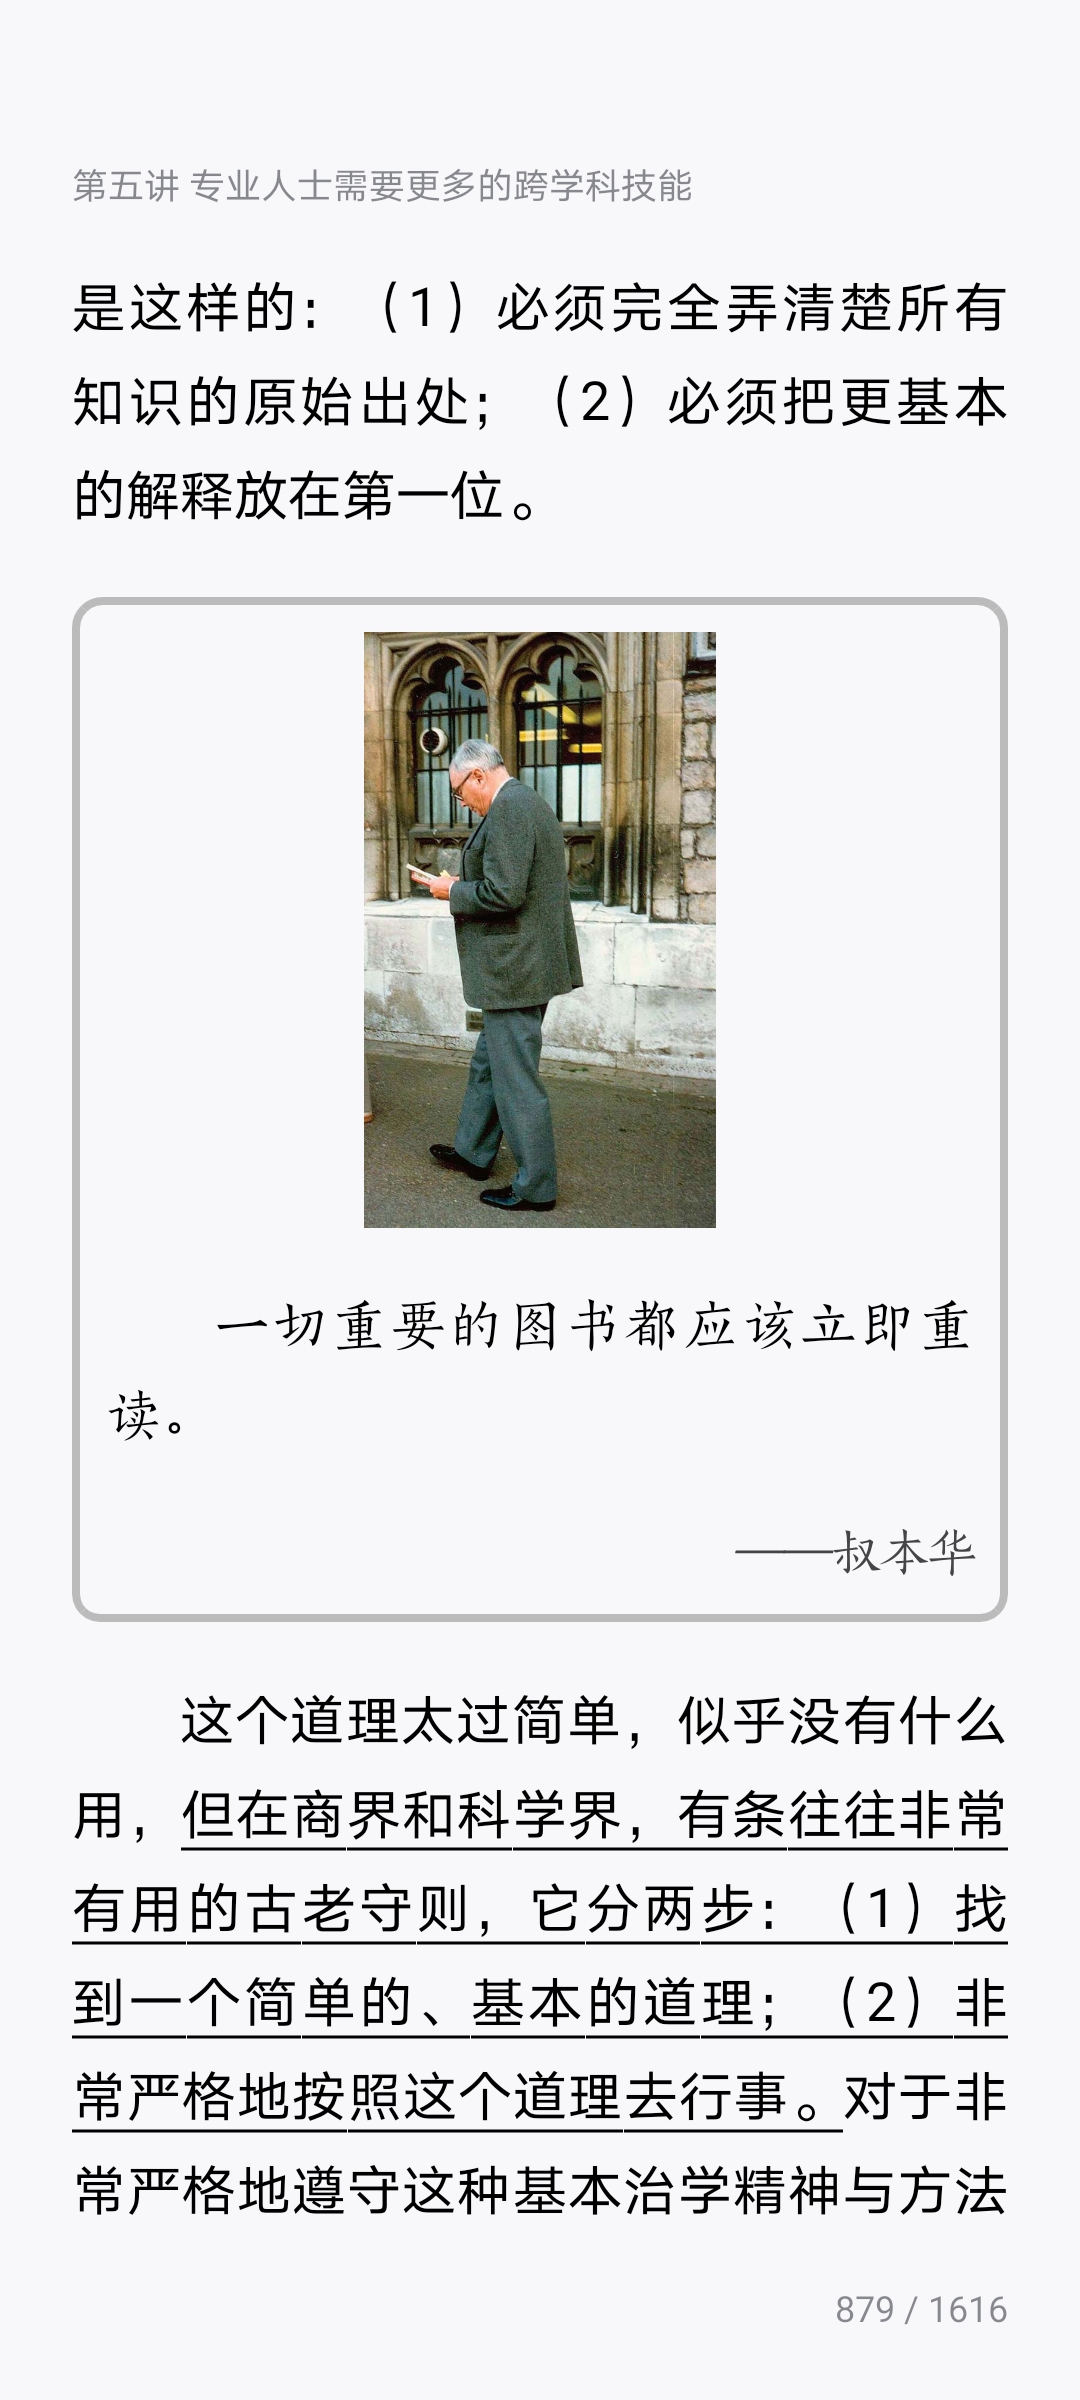 第五讲 专业人士需要更多的跨学科技能
是这样的：（1）必须完全弄清楚所有
知识的原始出处；（2）必须把更基本
的解释放在第一位。
一切重要的图书都应该立即重
读。
——叔本华
这个道理太过简单，似乎没有什么
用，但在商界和科学界，有条往往非常
有用的古老守则，它分两步：（1）找
到一个简单的、基本的道理；（2）非
常严格地按照这个道理去行事。对于非
常严格地遵守这种基本治学精神与方法
879 / 1616